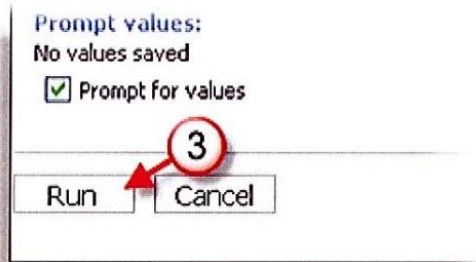 Prompt values:
No values saved
Prompt for values
3
Run Cancel